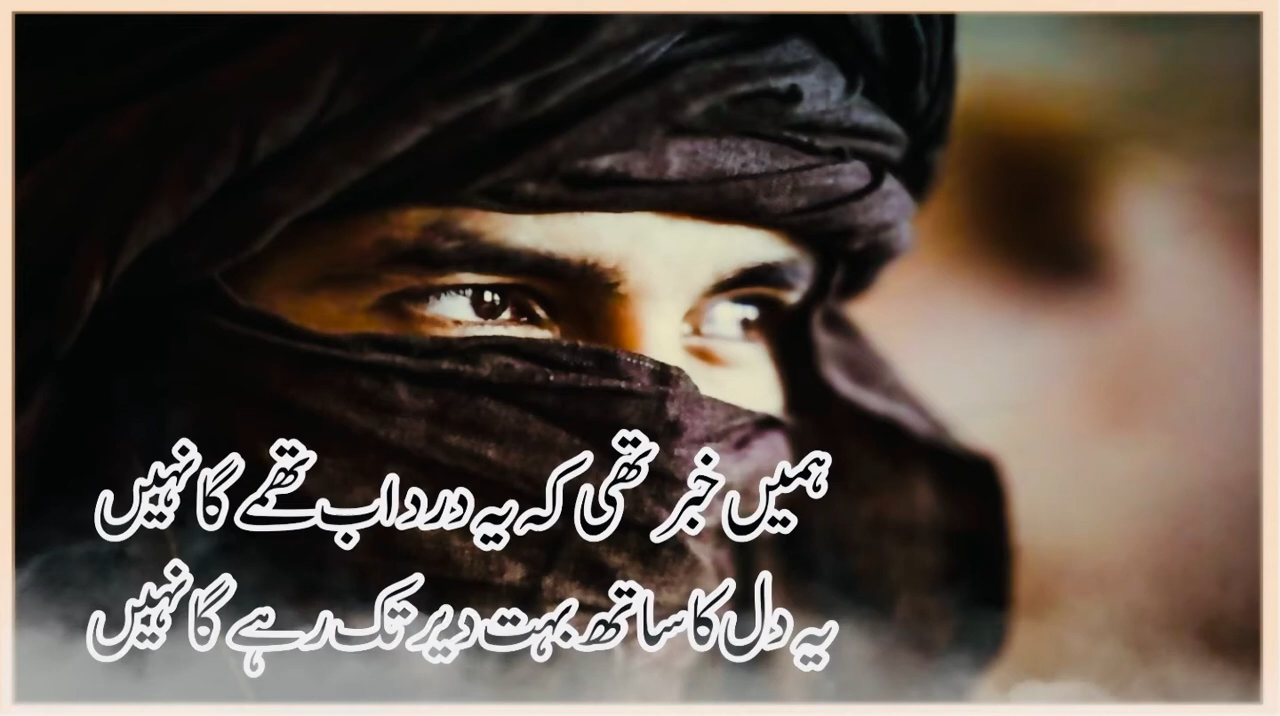 ہمیں خبر تھی کہ یہ درد اب تھمے گا نہیں
یہ دل کا ساتھ بہت دیر تک رہے گا نہیں